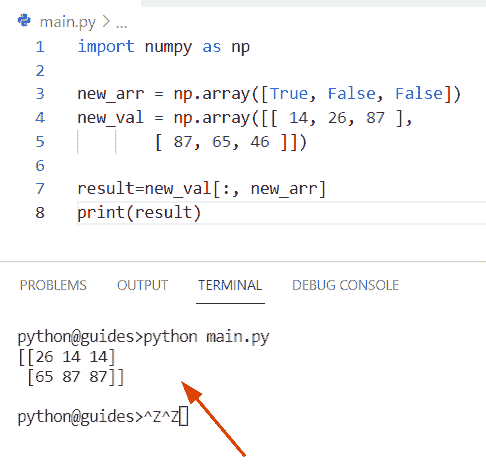 main.py > ...
1 import numpy as np
2
3 new_arr = np.array([True, False, False])
4 new_val = np.array([[ 14, 26, 87 ],
5 [ 87, 65, 46 ]])
6
7 result=new_val[:, new_arr]
8 print(result)
PROBLEMS OUTPUT TERMINAL DEBUG CONSOLE
python@guides>python main.py
[[26 14 14]
[65 87 87]]
python@guides>^Z^Z